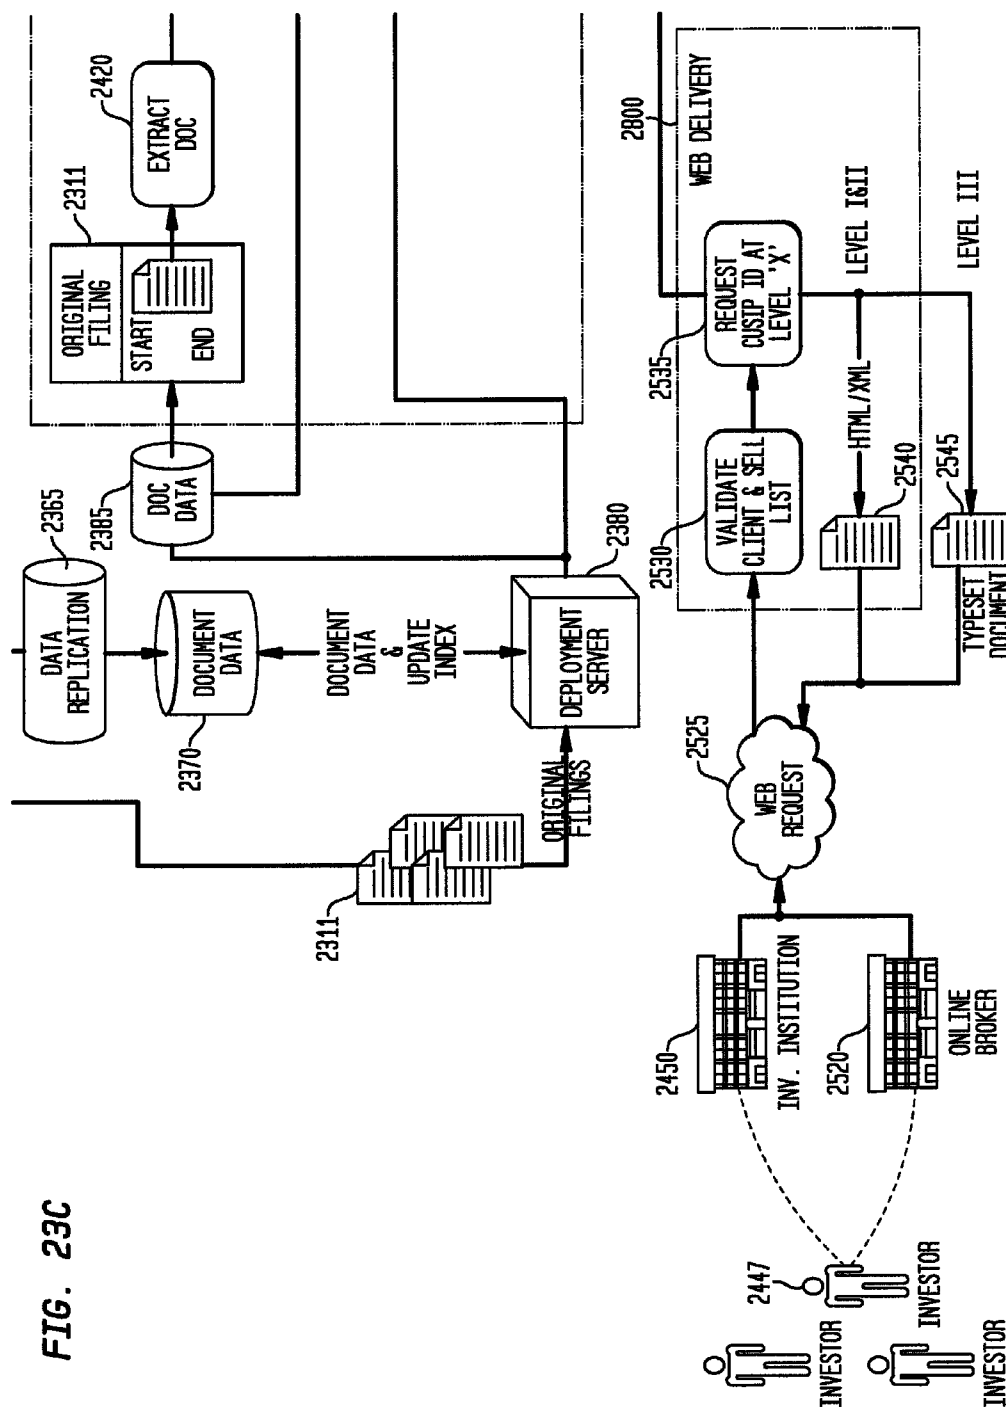 FIG. 23C
2365
DATA
REPLICATION
2370
DOCUMENT
DATA
DOCUMENT
DATA
&
UPDATE
INDEX
2380
DEPLOYMENT
SERVER
2311
ORIGINAL
FILINGS
2385
DOC
DATA
2311
ORIGINAL
FILING
START
END
2420
EXTRACT
DOC
INVESTOR
2447
INVESTOR
INVESTOR
2450
INV. INSTITUTION
2520
ONLINE
BROKER
2525
WEB
REQUEST
2530
VALIDATE
CLIENT & SELL
LIST
2535
REQUEST
CUSIP ID AT
LEVEL 'X'
2800
WEB DELIVERY
HTML/XML
2540
LEVEL I&II
2545
TYPESET
DOCUMENT
LEVEL III